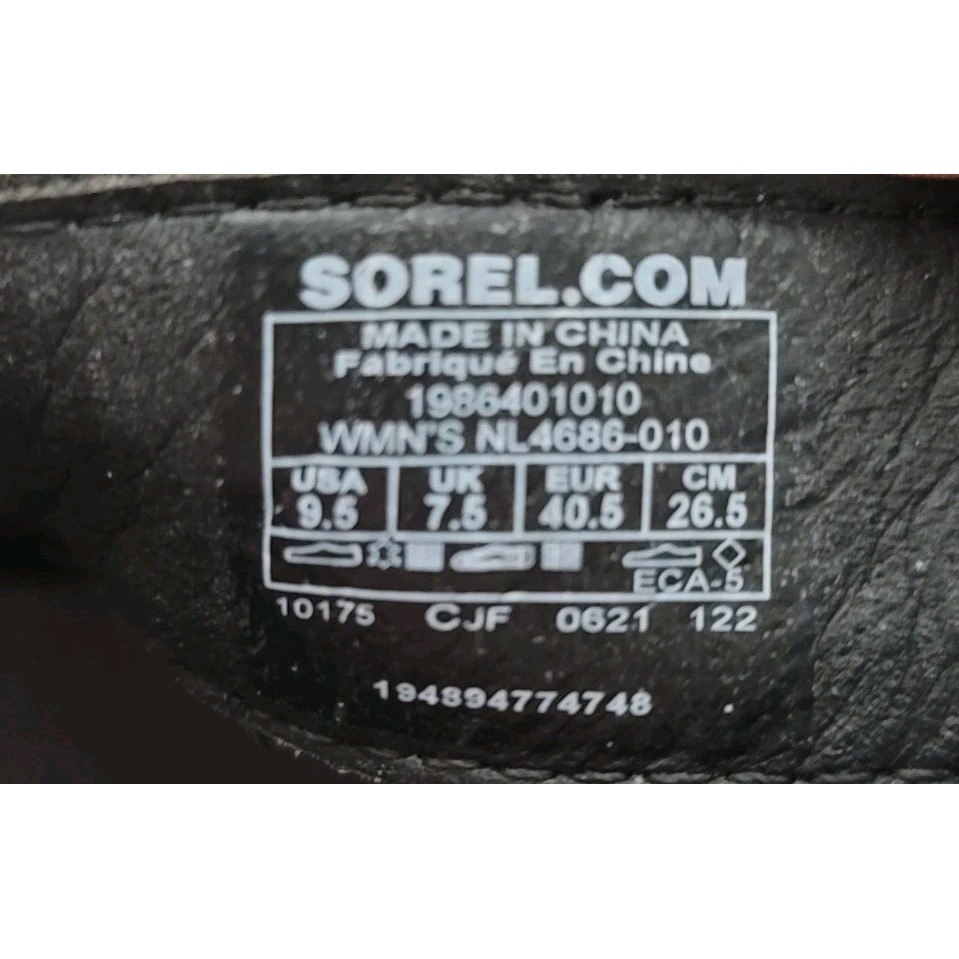 SOREL.COM
MADE IN CHINA
Fabriqué En Chine
1986401010
WMN'S NL4686-010
USA UK EUR CM
9.5 7.5 40.5 26.5
ECA-5
10175 CJF 0621 122
194894774748